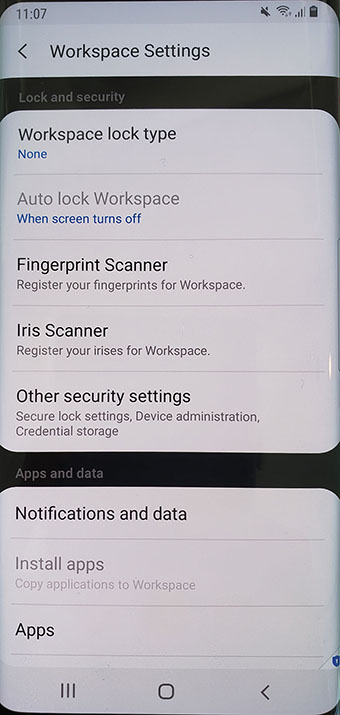 11:07
Workspace Settings
Lock and security
Workspace lock type
None
Auto lock Workspace
When screen turns off
Fingerprint Scanner
Register your fingerprints for Workspace.
Iris Scanner
Register your irises for Workspace.
Other security settings
Secure lock settings, Device administration,
Credential storage
Apps and data
Notifications and data
Install apps
Copy applications to Workspace
Apps